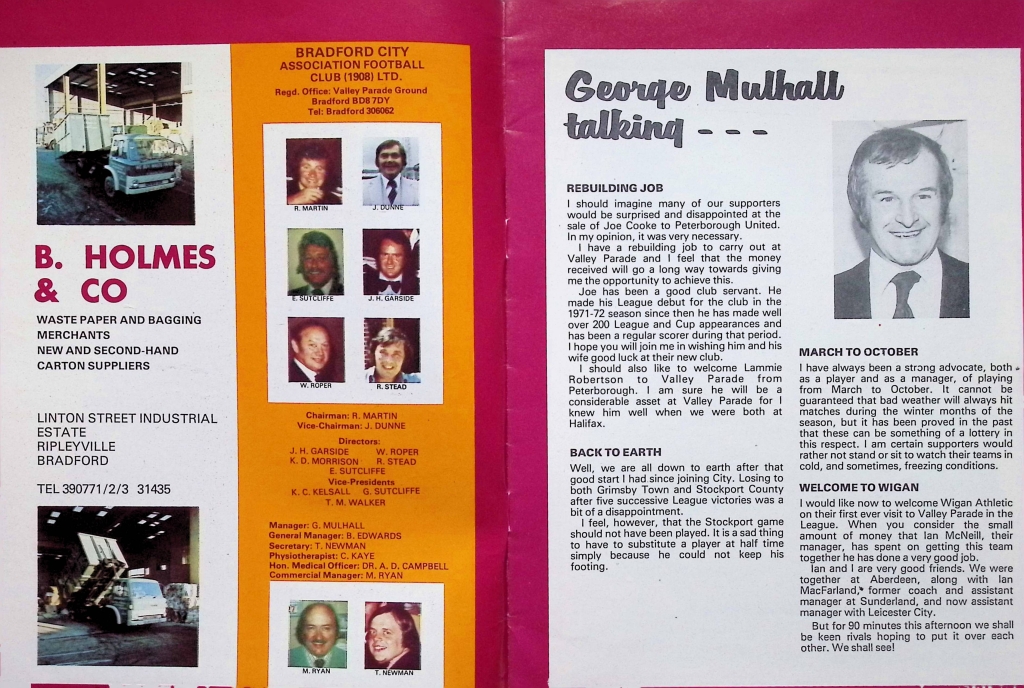 B. HOLMES
& CO
WASTE PAPER AND BAGGING
MERCHANTS
NEW AND SECOND-HAND
CARTON SUPPLIERS
LINTON STREET INDUSTRIAL
ESTATE
RIPLEYVILLE
BRADFORD
TEL 390771/2/3 31435
BRADFORD CITY
ASSOCIATION FOOTBALL
CLUB (1908) LTD.
Regd. Office: Valley Parade Ground
Bradford BD8 7DY
Tel: Bradford 306062
R. MARTIN J. DUNNE
E. SUTCLIFFE J. H. GARSIDE
W. ROPER R. STEAD
Chairman: R. MARTIN
Vice-Chairman: J. DUNNE
Directors:
J. H. GARSIDE W. ROPER
K. D. MORRISON R. STEAD
E. SUTCLIFFE
Vice-Presidents
K. C. KELSALL G. SUTCLIFFE
T. M. WALKER
Manager: G. MULHALL
General Manager: B. EDWARDS
Secretary: T. NEWMAN
Physiotherapist: C. KAYE
Hon. Medical Officer: DR. A. D. CAMPBELL
Commercial Manager: M. RYAN
M. RYAN T. NEWMAN
George Mulhall
talking - - -
REBUILDING JOB
I should imagine many of our supporters
would be surprised and disappointed at the
sale of Joe Cooke to Peterborough United.
In my opinion, it was very necessary.
I have a rebuilding job to carry out at
Valley Parade and I feel that the money
received will go a long way towards giving
me the opportunity to achieve this.
Joe has been a good club servant. He
made his League debut for the club in the
1971-72 season since then he has made well
over 200 League and Cup appearances and
has been a regular scorer during that period.
I hope you will join me in wishing him and his
wife good luck at their new club.
I should also like to welcome Lammie
Robertson to Valley Parade from
Peterborough. I am sure he will be a
considerable asset at Valley Parade for I
knew him well when we were both at
Halifax.
BACK TO EARTH
Well, we are all down to earth after that
good start I had since joining City. Losing to
both Grimsby Town and Stockport County
after five successive League victories was a
bit of a disappointment.
I feel, however, that the Stockport game
should not have been played. It is a sad thing
to have to substitute a player at half time
simply because he could not keep his
footing.
MARCH TO OCTOBER
I have always been a strong advocate, both
as a player and as a manager, of playing
from March to October. It cannot be
guaranteed that bad weather will always hit
matches during the winter months of the
season, but it has been proved in the past
that these can be something of a lottery in
this respect. I am certain supporters would
rather not stand or sit to watch their teams in
cold, and sometimes, freezing conditions.
WELCOME TO WIGAN
I would like now to welcome Wigan Athletic
on their first ever visit to Valley Parade in the
League. When you consider the small
amount of money that Ian McNeill, their
manager, has spent on getting this team
together he has done a very good job.
Ian and I are very good friends. We were
together at Aberdeen, along with Ian
MacFarland, former coach and assistant
manager at Sunderland, and now assistant
manager with Leicester City.
But for 90 minutes this afternoon we shall
be keen rivals hoping to put it over each
other. We shall see!